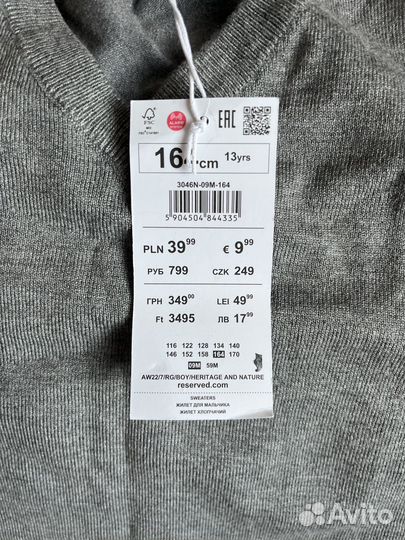 FSC
ALARM
EAC
164 cm 13yrs
3046N-09M-164
5 904504 844335
PLN 39 99 € 9 99
РУБ 799 CZK 249
ГРН 349 00 LEI 49 99
Ft 3495 ЛВ 17 99
116 122 128 134 140
146 152 158 164 170
09M 59M
AW22/7/RG/BOY/HERITAGE AND NATURE
reserved.com
SWEATERS
ЖИЛЕТ ДЛЯ МАЛЬЧИКА
ЖИЛЕТ ХЛОПЧАЧИЙ
Avito